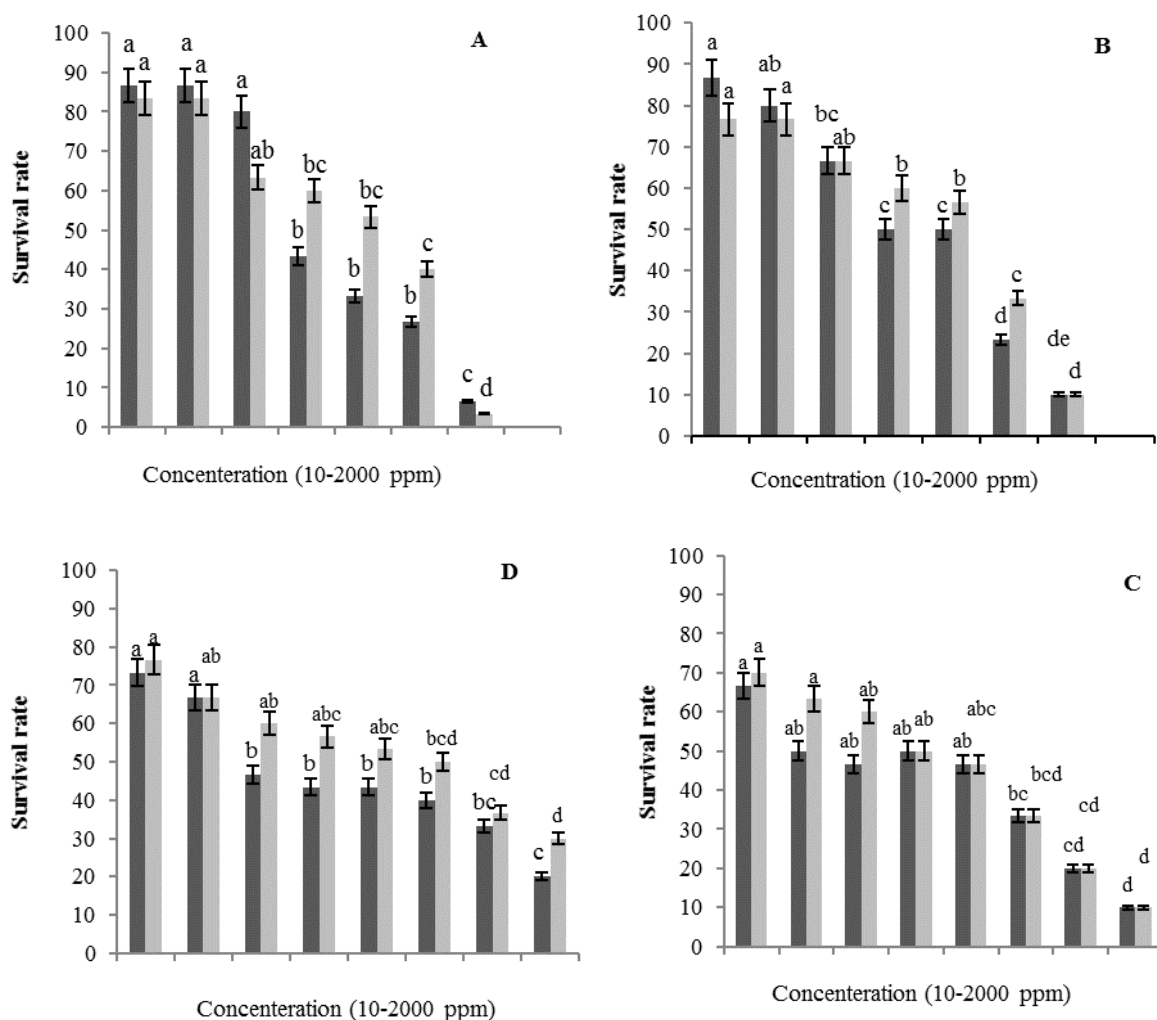 A
Survival rate
100
90
80
70
60
50
40
30
20
10
0
a
a
a
a
a
ab
b
bc
b
bc
b
c
c
d
Concenteration (10-2000 ppm)
B
Survival rate
100
90
80
70
60
50
40
30
20
10
0
a
a
ab
a
bc
ab
c
b
c
b
d
c
de
d
Concentration (10-2000 ppm)
D
Survival rate
100
90
80
70
60
50
40
30
20
10
0
a
a
a
ab
b
ab
b
abc
b
abc
b
bcd
bc
cd
c
d
Concenteration (10-2000 ppm)
C
Survival rate
100
90
80
70
60
50
40
30
20
10
0
a
a
ab
a
ab
ab
ab
ab
ab
abc
bc
bcd
cd
cd
d
d
Concenteration (10-2000 ppm)